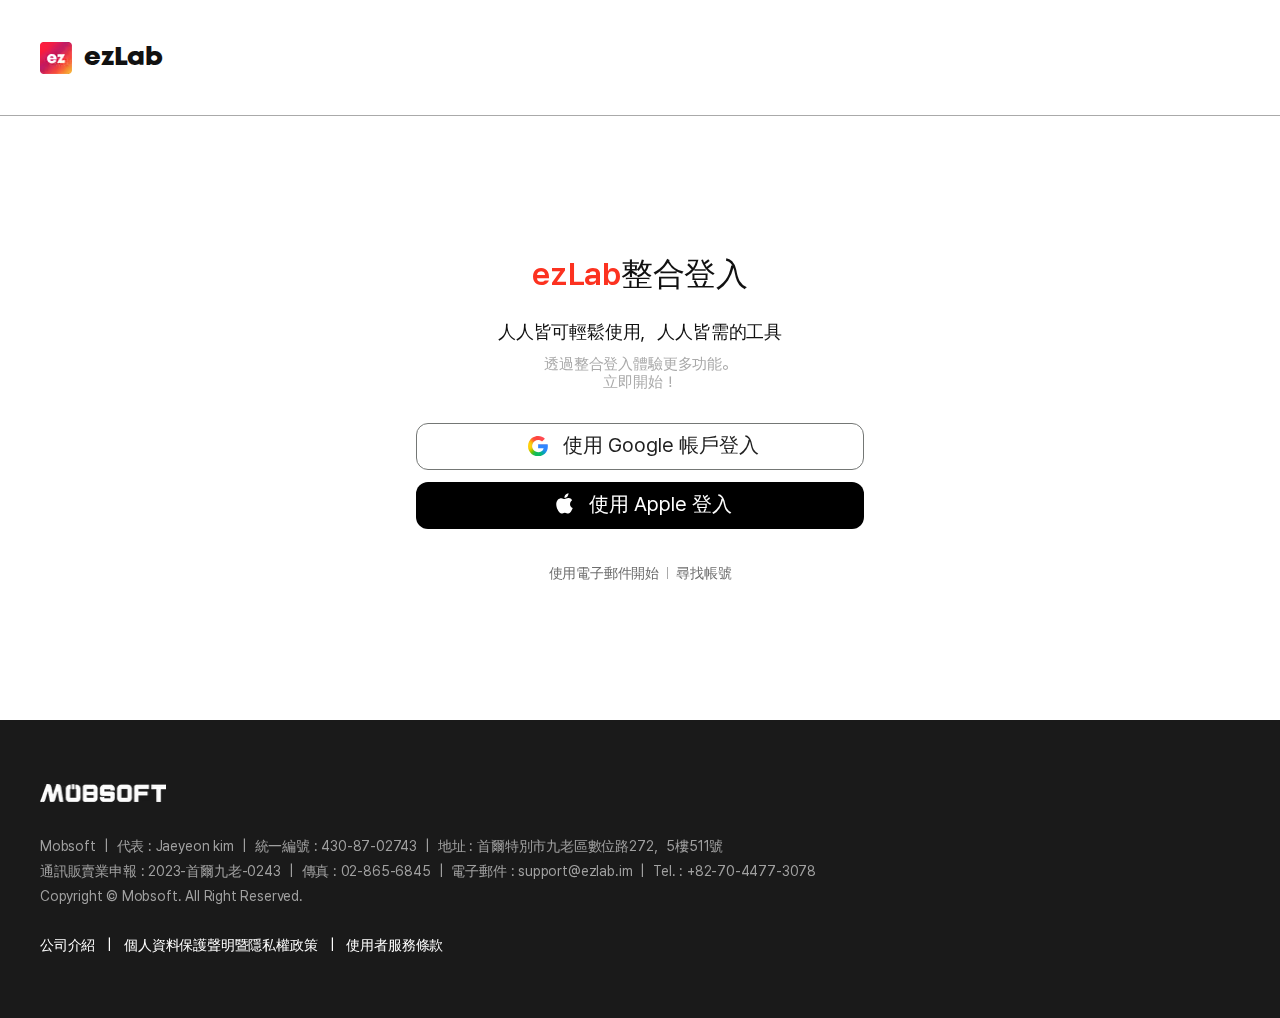 ez ezLab
ezLab整合登入
人人皆可輕鬆使用，人人皆需的工具
透過整合登入體驗更多功能。
立即開始！
使用 Google 帳戶登入
使用 Apple 登入
使用電子郵件開始 | 尋找帳號
MOBSOFT
Mobsoft | 代表 : Jaeyeon kim | 統一編號 : 430-87-02743 | 地址 : 首爾特別市九老區數位路272，5樓511號
通訊販賣業申報 : 2023-首爾九老-0243 | 傳真 : 02-865-6845 | 電子郵件 : support@ezlab.im | Tel. : +82-70-4477-3078
Copyright © Mobsoft. All Right Reserved.
公司介紹 | 個人資料保護聲明暨隱私權政策 | 使用者服務條款